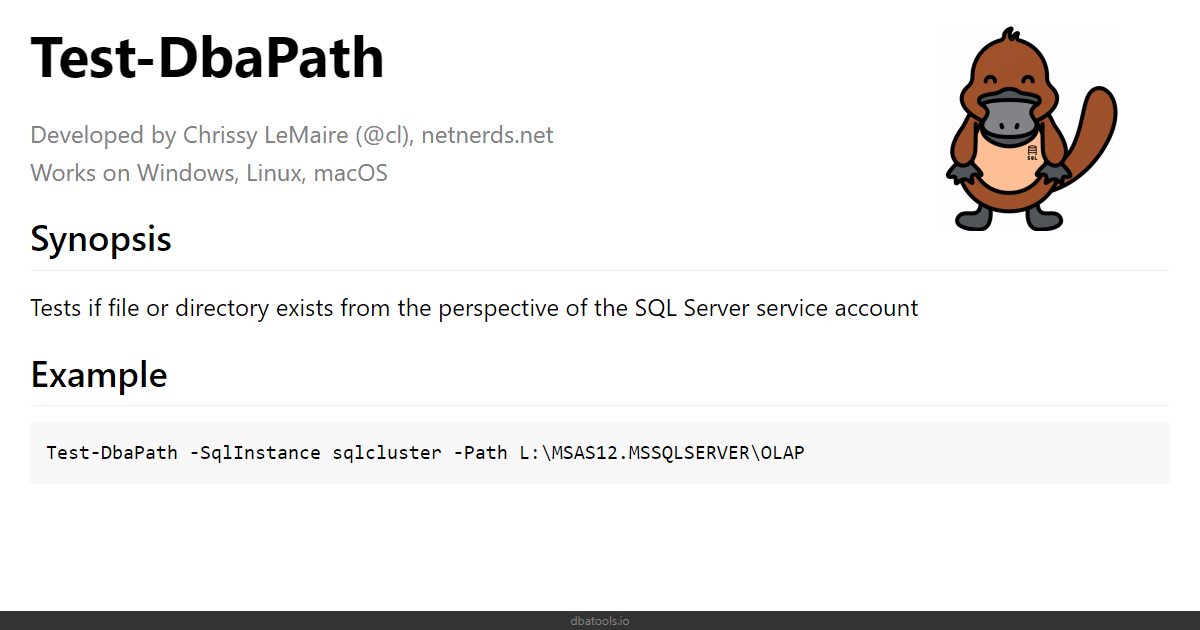 Test-DbaPath
Developed by Chrissy LeMaire (@cl), netnerds.net
Works on Windows, Linux, macOS
SQL
Synopsis
Tests if file or directory exists from the perspective of the SQL Server service account
Example
Test-DbaPath -SqlInstance sqlcluster -Path L:\MSAS12.MSSQLSERVER\OLAP
dbatools.io